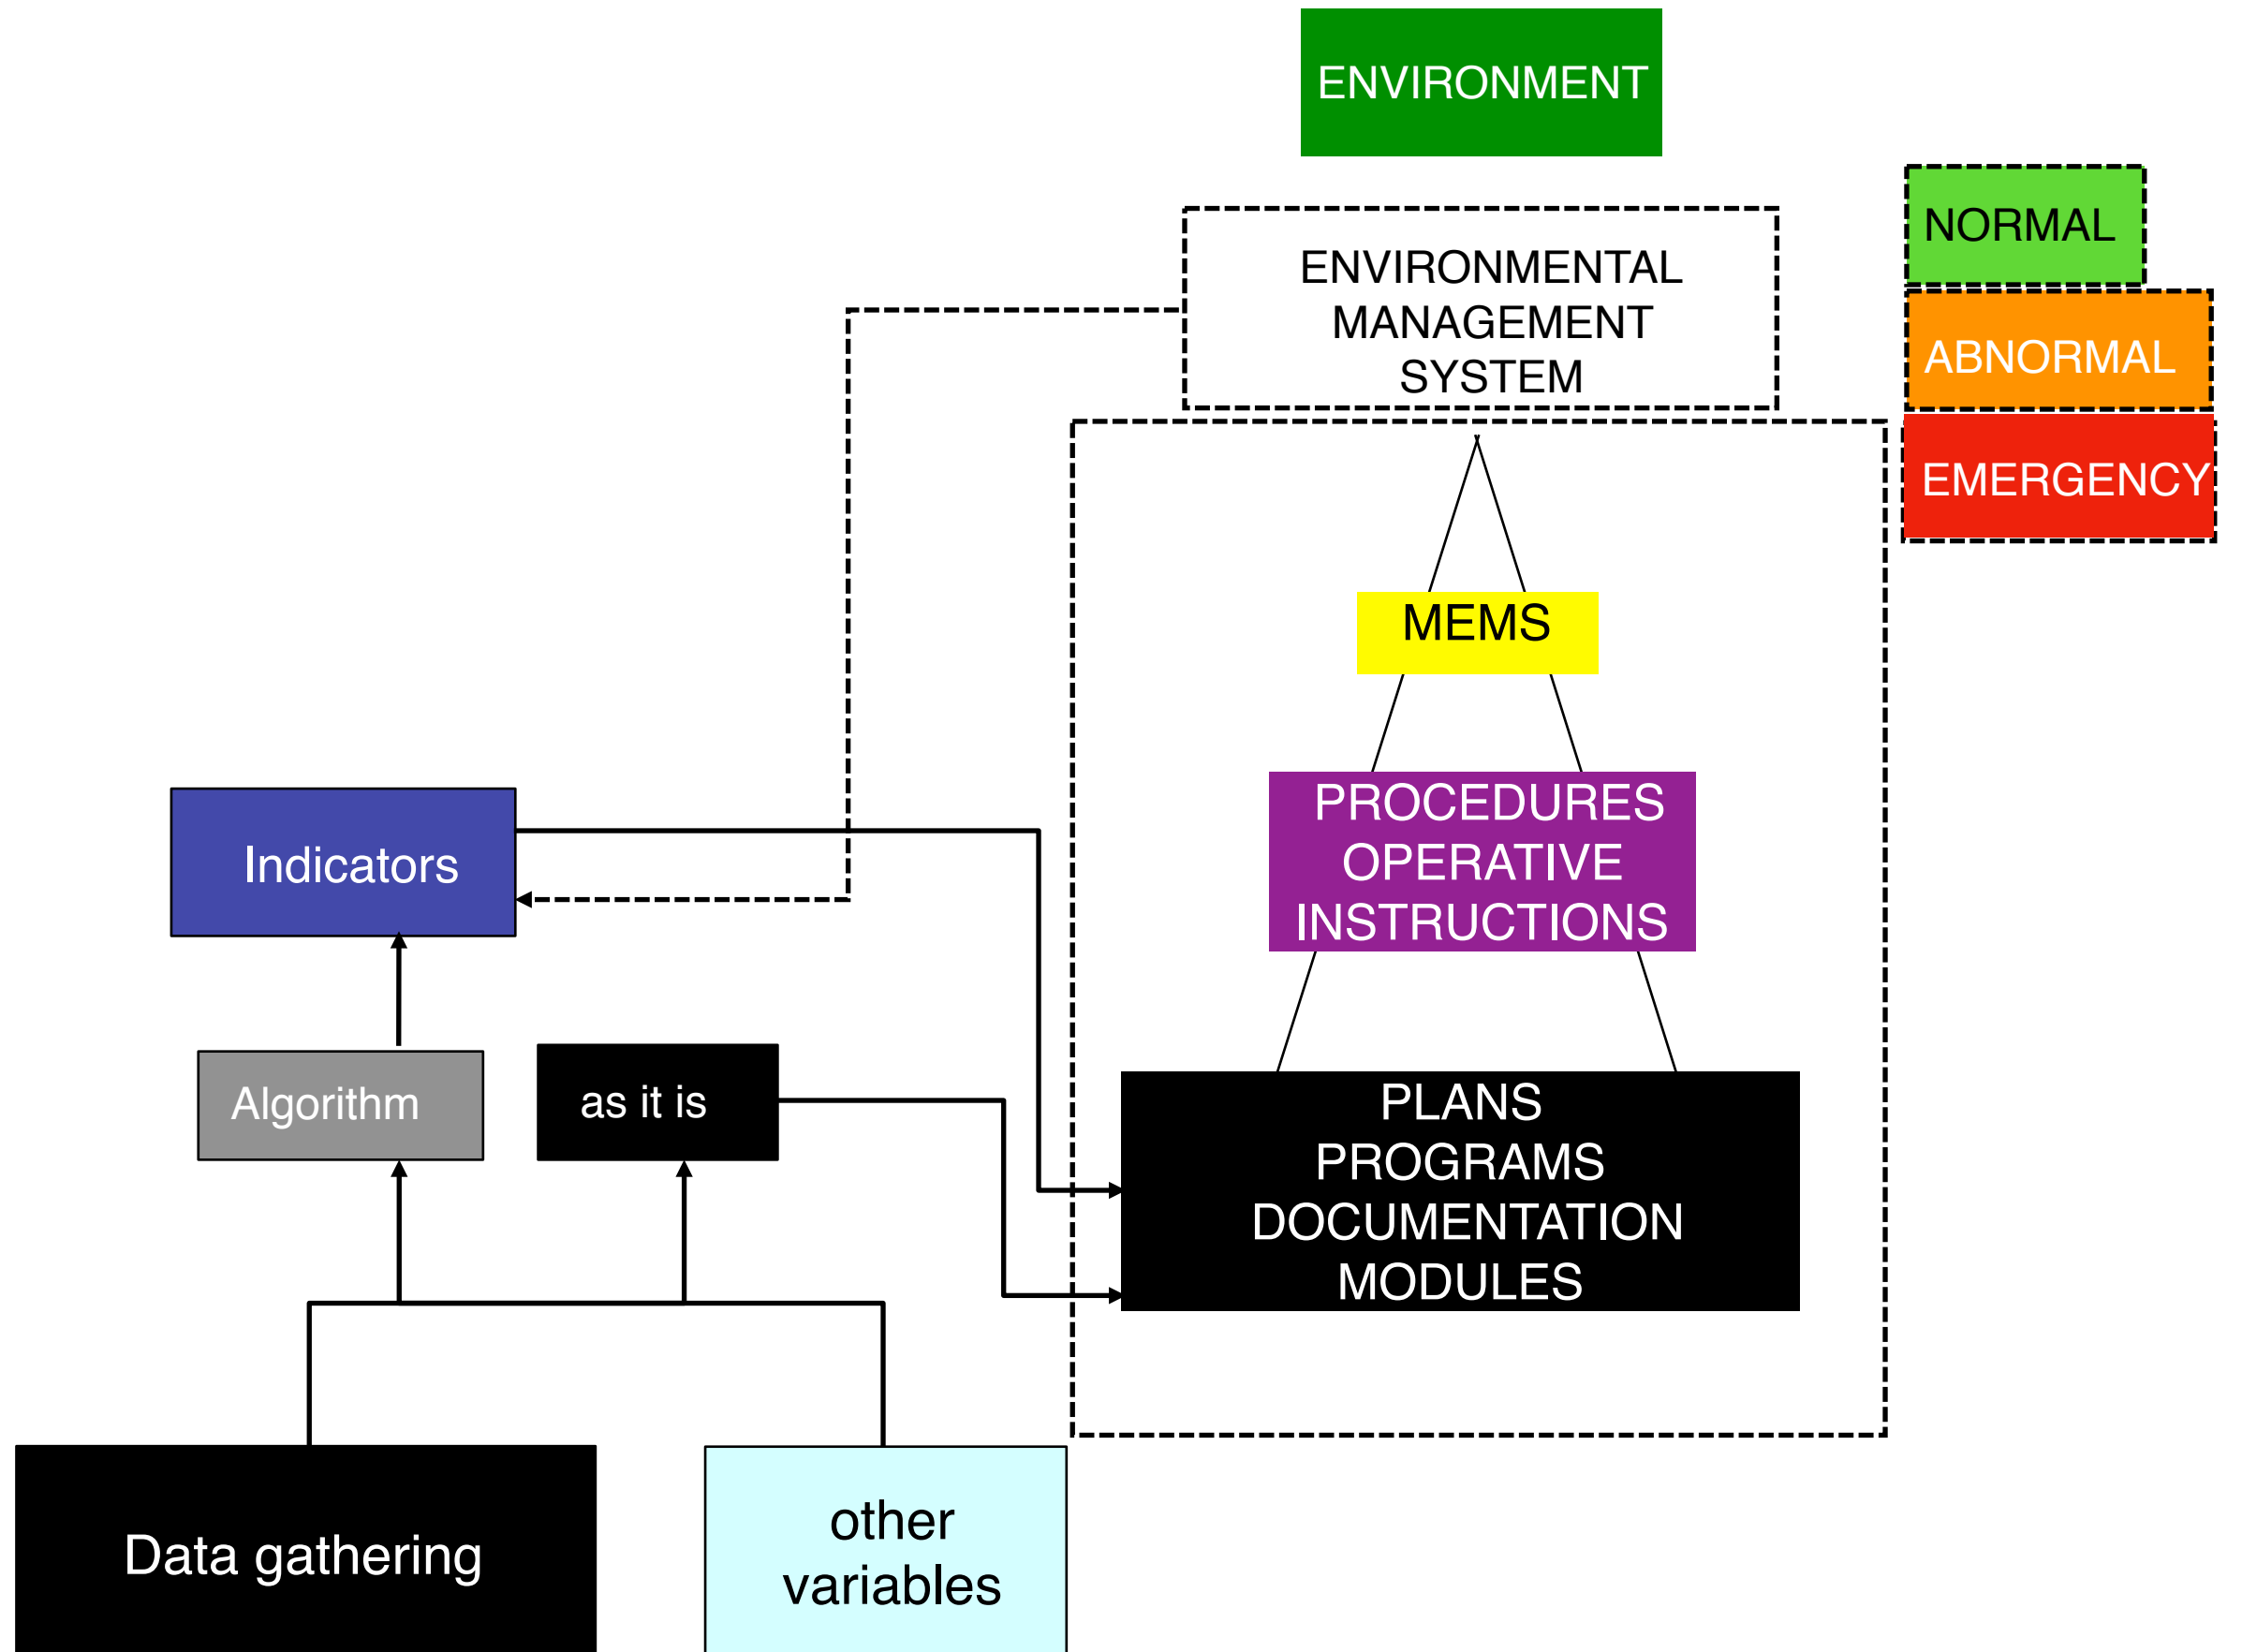 ENVIRONMENT
NORMAL
ENVIRONMENTAL
MANAGEMENT
SYSTEM
ABNORMAL
EMERGENCY
MEMS
PROCEDURES
OPERATIVE
INSTRUCTIONS
Indicators
Algorithm
as it is
PLANS
PROGRAMS
DOCUMENTATION
MODULES
Data gathering
other
variables